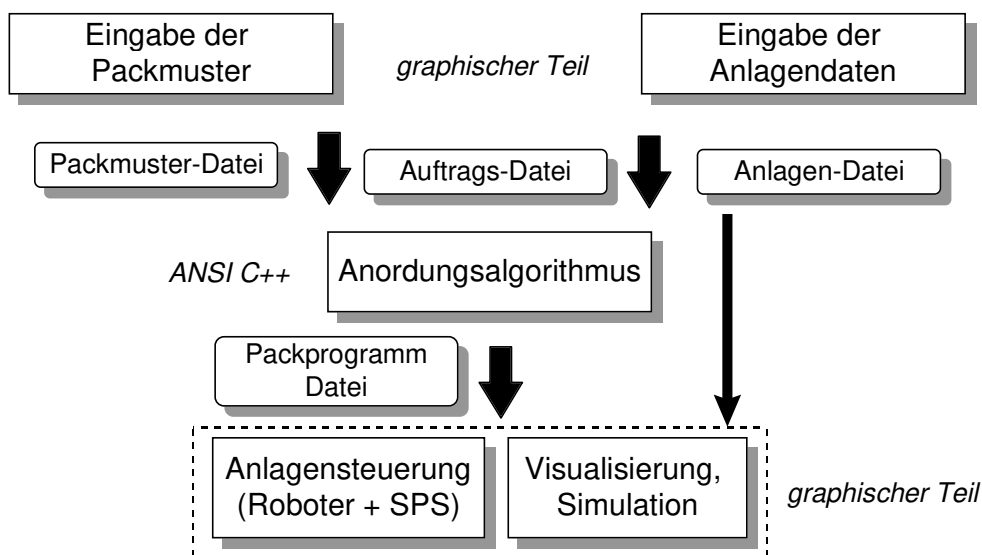 Eingabe der
Packmuster
graphischer Teil
Eingabe der
Anlagendaten
Packmuster-Datei
Auftrags-Datei
Anlagen-Datei
ANSI C++
Anordungsalgorithmus
Packprogramm
Datei
Anlagensteuerung
(Roboter + SPS)
Visualisierung,
Simulation
graphischer Teil